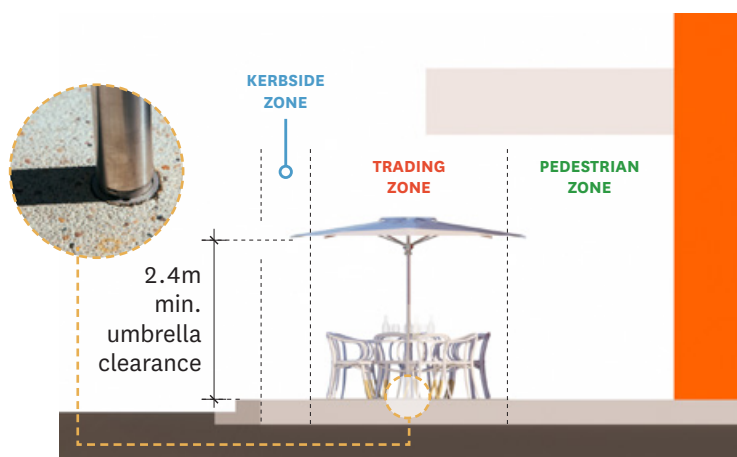 KERBSIDE
ZONE
TRADING
ZONE
PEDESTRIAN
ZONE
2.4m
min.
umbrella
clearance